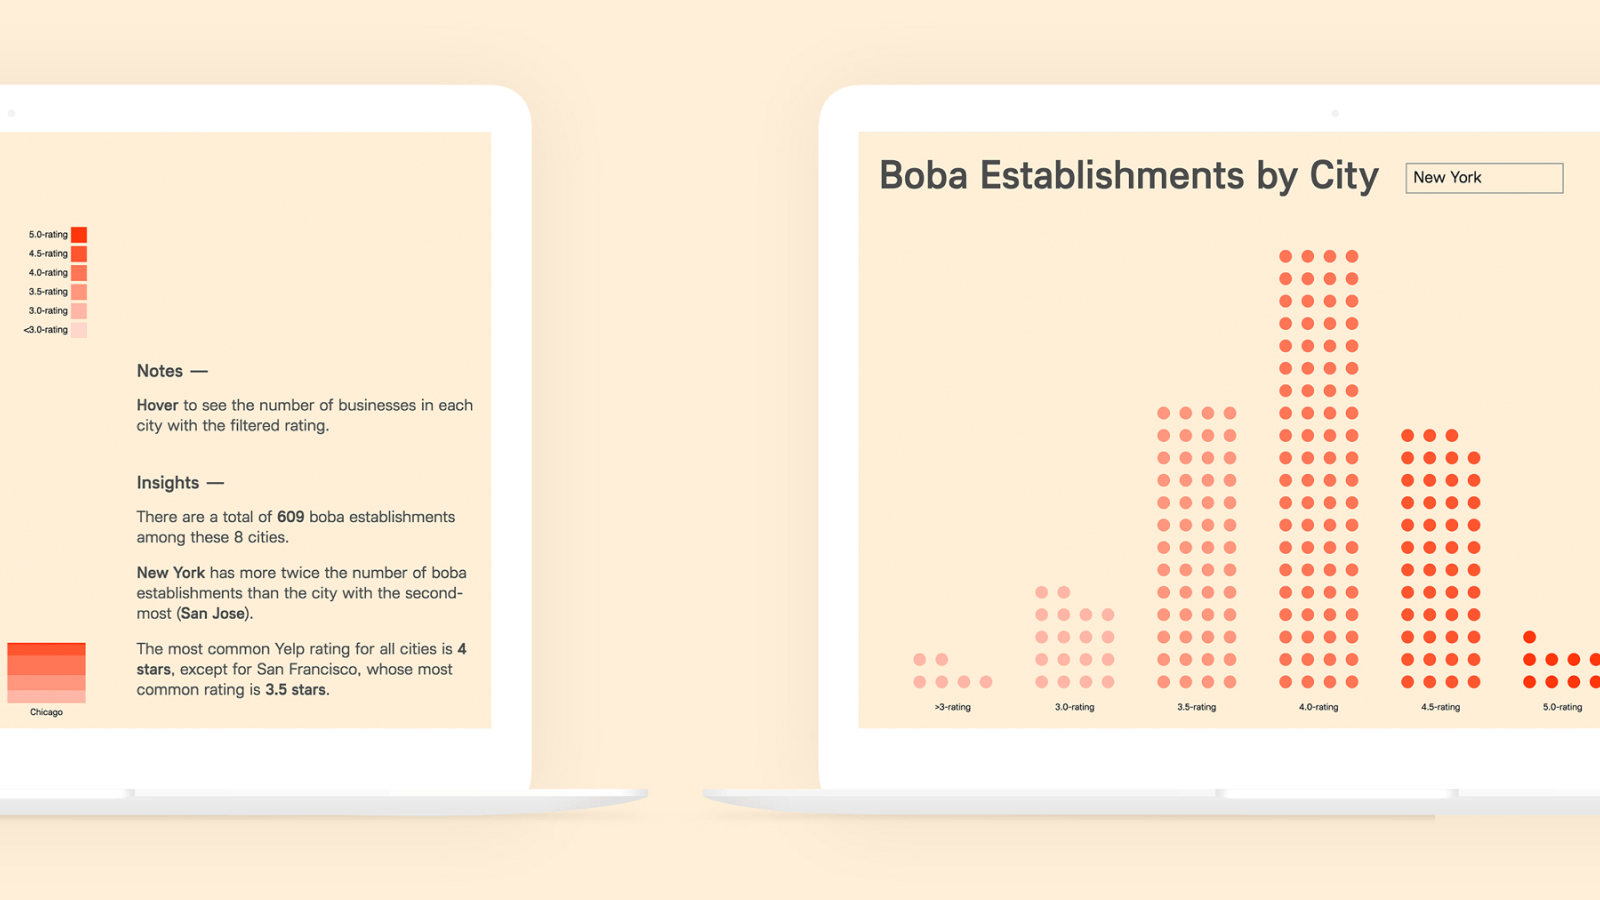 5.0-rating
4.5-rating
4.0-rating
3.5-rating
3.0-rating
<3.0-rating
Notes —
Hover to see the number of businesses in each
city with the filtered rating.
Insights —
There are a total of 609 boba establishments
among these 8 cities.
New York has more twice the number of boba
establishments than the city with the second-
most (San Jose).
The most common Yelp rating for all cities is 4
stars, except for San Francisco, whose most
common rating is 3.5 stars.
Chicago
Boba Establishments by City
New York
>3-rating
3.0-rating
3.5-rating
4.0-rating
4.5-rating
5.0-rating